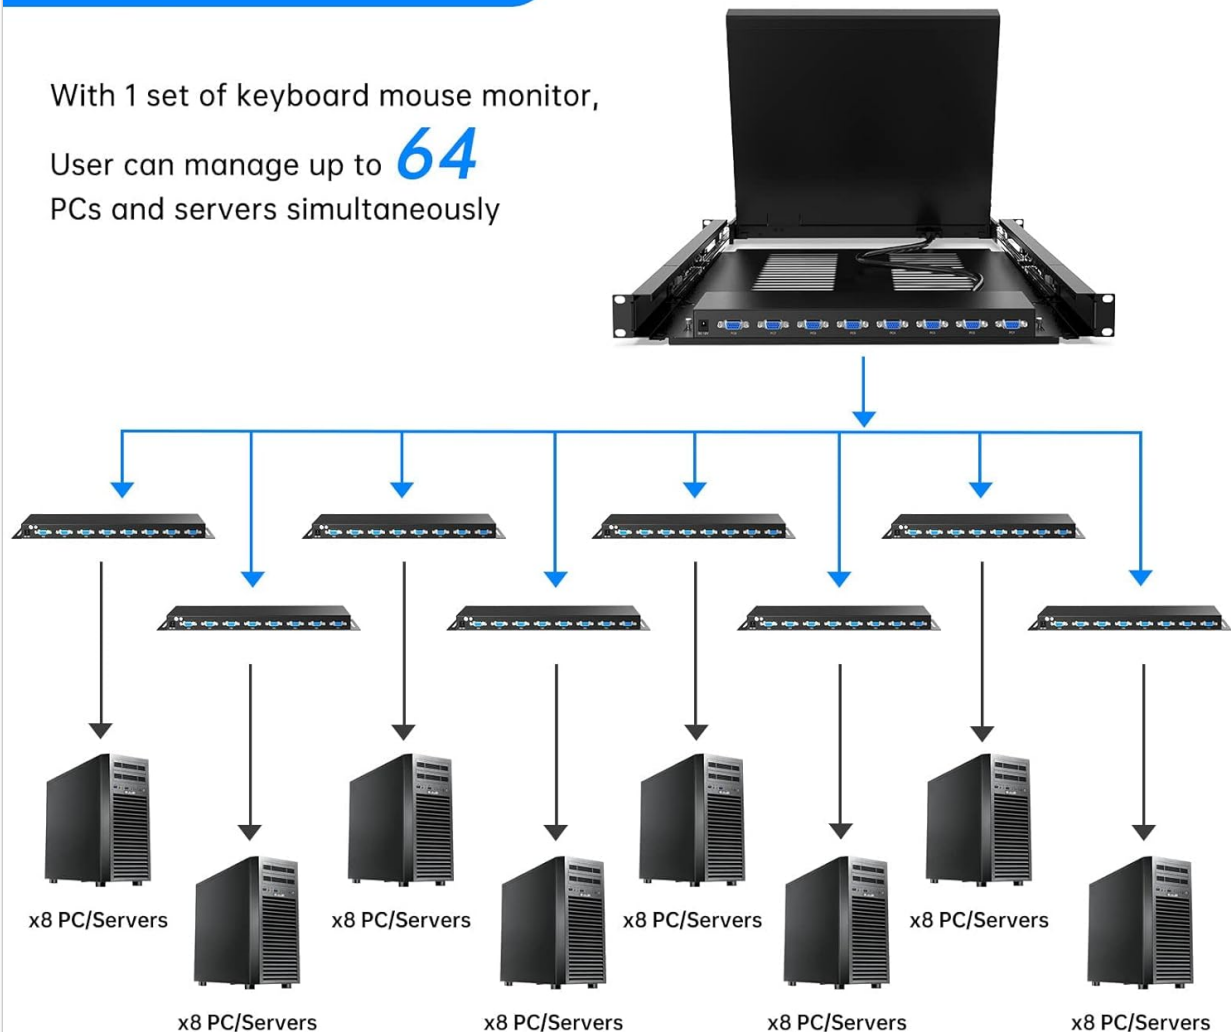 With 1 set of keyboard mouse monitor,
User can manage up to 64
PCs and servers simultaneously
x8 PC/Servers
x8 PC/Servers
x8 PC/Servers
x8 PC/Servers
x8 PC/Servers
x8 PC/Servers
x8 PC/Servers
x8 PC/Servers